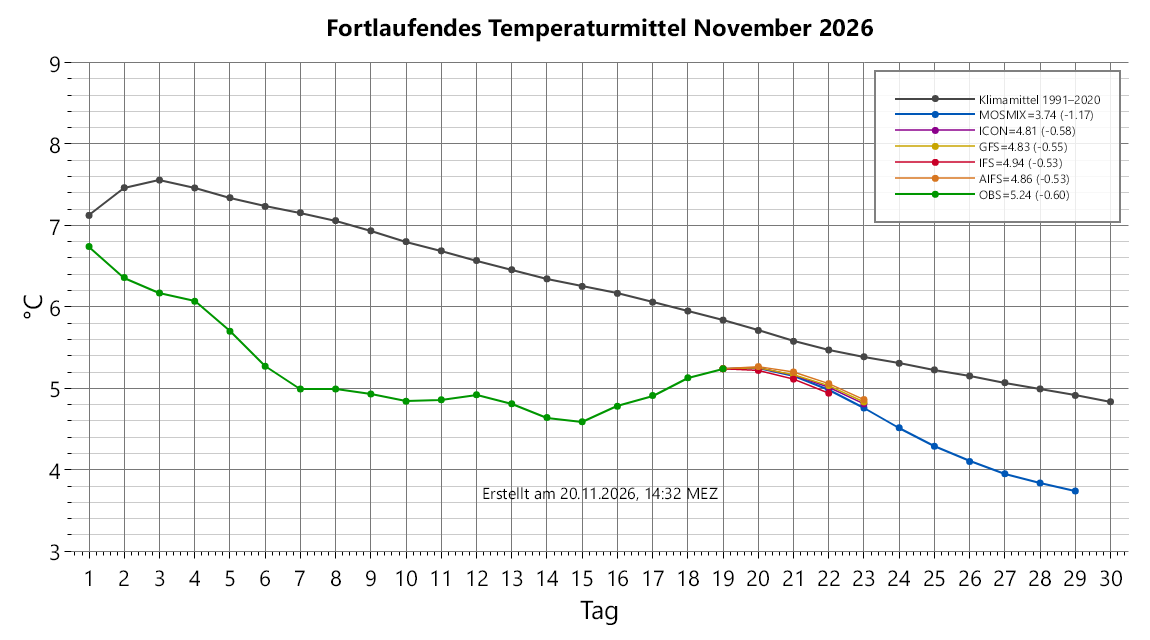 Fortlaufendes Temperaturmittel November 2026
9
8
7
6
5
4
3
°C
Klimamittel 1991–2020
MOSMIX=3.74 (-1.17)
ICON=4.81 (-0.58)
GFS=4.83 (-0.55)
IFS=4.94 (-0.53)
AIFS=4.86 (-0.53)
OBS=5.24 (-0.60)
Erstellt am 20.11.2026, 14:32 MEZ
1 2 3 4 5 6 7 8 9 10 11 12 13 14 15 16 17 18 19 20 21 22 23 24 25 26 27 28 29 30
Tag